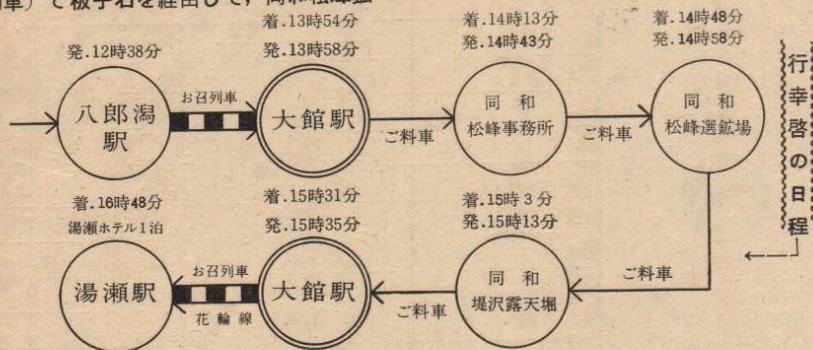 車）で板子石を経由して，同和松峰鉱
発.12時38分
八郎潟
駅
お召列車
着.13時54分
発.13時58分
大館駅
ご料車
着.14時13分
発.14時43分
同和
松峰事務所
ご料車
着.14時48分
発.14時58分
同和
松峰選鉱場
行幸啓の日程
ご料車
着.15時3分
発.15時13分
同和
堤沢露天堀
ご料車
着.15時31分
発.15時35分
大館駅
お召列車
花輪線
着.16時48分
湯瀬ホテル1泊
湯瀬駅